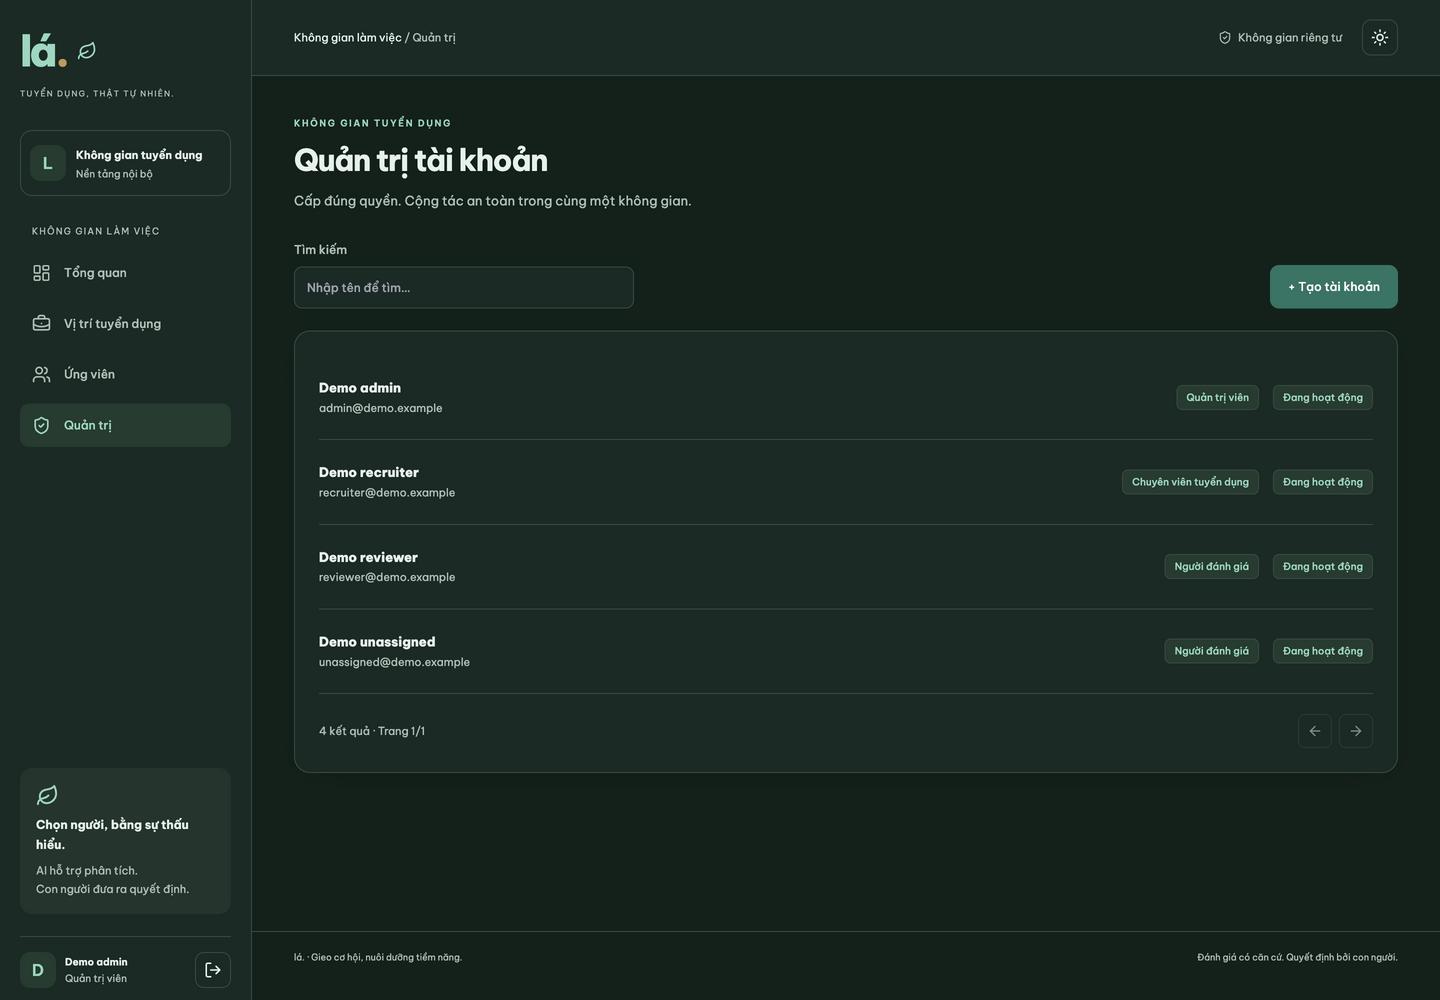 lá.
TUYỂN DỤNG, THẬT TỰ NHIÊN.
L
Không gian tuyển dụng
Nền tảng nội bộ
KHÔNG GIAN LÀM VIỆC
Tổng quan
Vị trí tuyển dụng
Ứng viên
Quản trị
Chọn người, bằng sự thấu
hiểu.
AI hỗ trợ phân tích.
Con người đưa ra quyết định.
D
Demo admin
Quản trị viên
Không gian làm việc / Quản trị
Không gian riêng tư
KHÔNG GIAN TUYỂN DỤNG
Quản trị tài khoản
Cấp đúng quyền. Cộng tác an toàn trong cùng một không gian.
Tìm kiếm
Nhập tên để tìm...
+ Tạo tài khoản
Demo admin
admin@demo.example
Quản trị viên
Đang hoạt động
Demo recruiter
recruiter@demo.example
Chuyên viên tuyển dụng
Đang hoạt động
Demo reviewer
reviewer@demo.example
Người đánh giá
Đang hoạt động
Demo unassigned
unassigned@demo.example
Người đánh giá
Đang hoạt động
4 kết quả · Trang 1/1
lá. · Gieo cơ hội, nuôi dưỡng tiềm năng.
Đánh giá có căn cứ. Quyết định bởi con người.